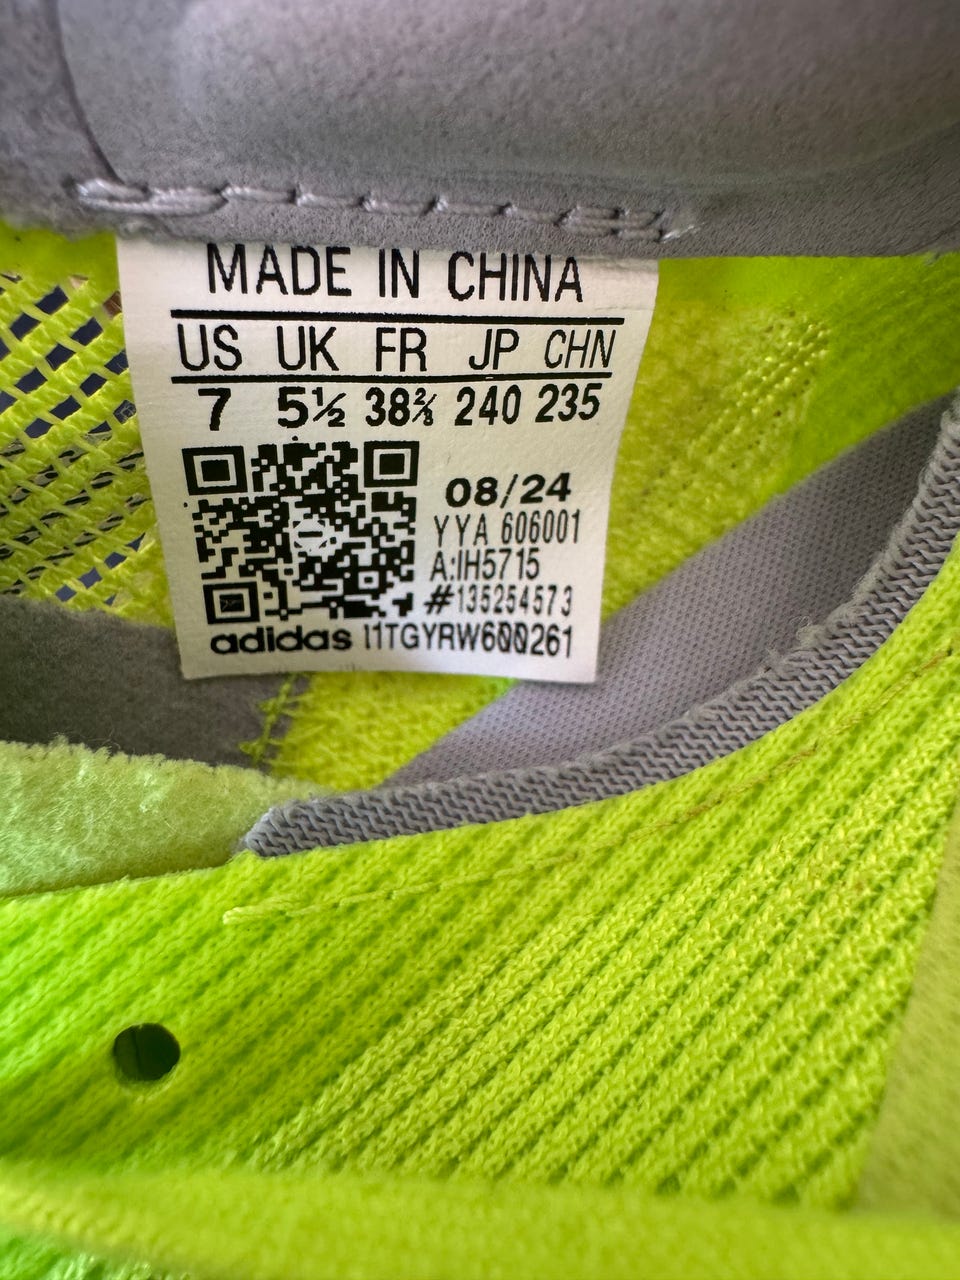 MADE IN CHINA
US UK FR JP CHN
7 5½ 38⅔ 240 235
08/24
YYA 606001
A:IH5715
#135254573
adidas I1TGYRW600261